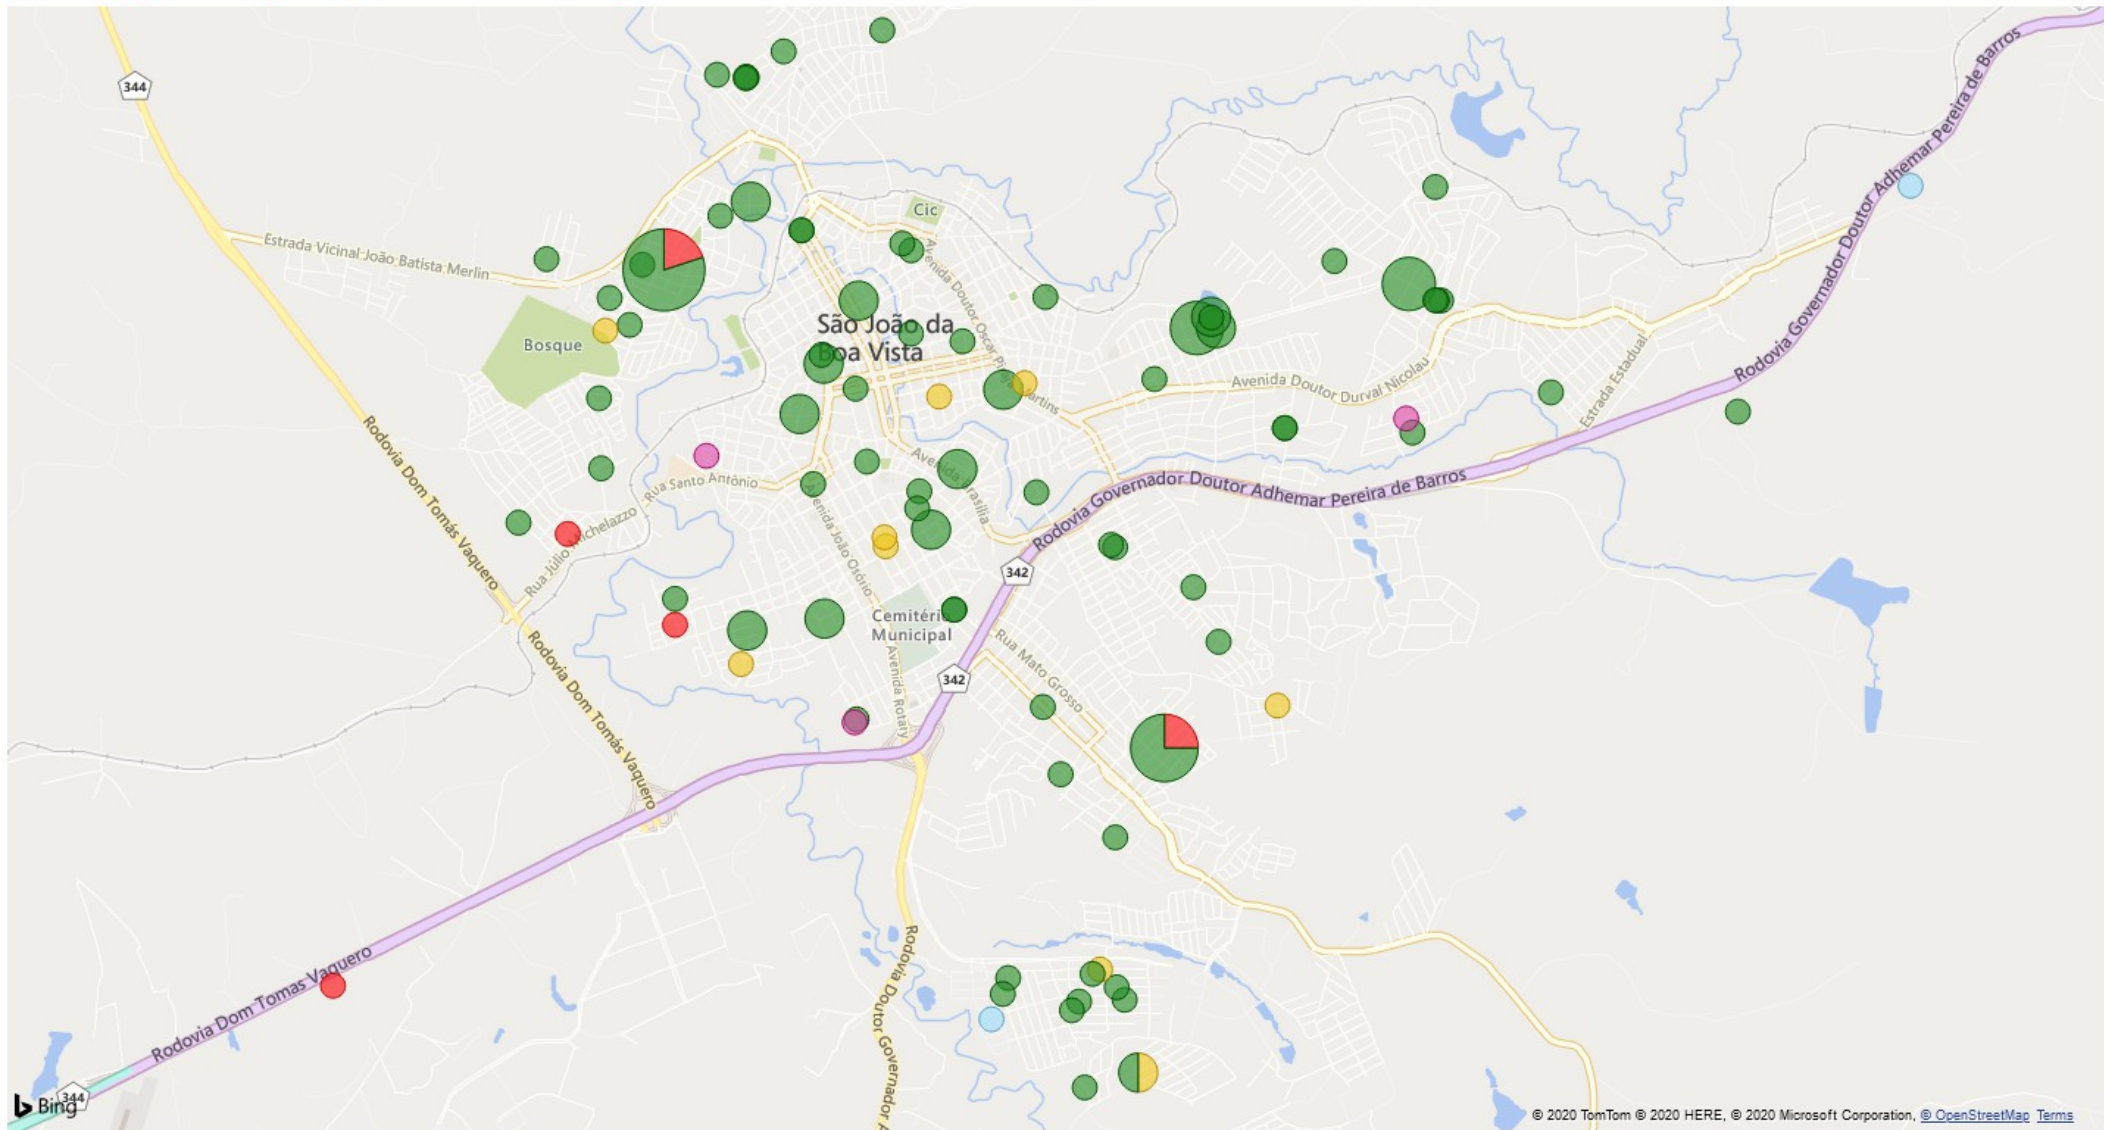 Rodovia Governador Doutor Adhemar Pereira de Barros
344
Cic
Estrada Vicinal João Batista Merlin
Avenida Doutor Oscar Pirajá Martins
São João da
Boa Vista
Bosque
Avenida Doutor Durval Nicolau
Estrada Estadual
Rodovia Dom Tomás Vaquero
Rua Santo Antônio
Avenida Brasília
Rodovia Governador Doutor Adhemar Pereira de Barros
Rua Júlio Michelazzo
Avenida João Osório
342
Cemitério
Municipal
Rodovia Dom Tomás Vaquero
Avenida Rotary
Rua Mato Grosso
342
Rodovia Dom Tomas Vaquero
Rodovia Doutor Governador A
344
Bing
© 2020 TomTom © 2020 HERE, © 2020 Microsoft Corporation, © OpenStreetMap Terms